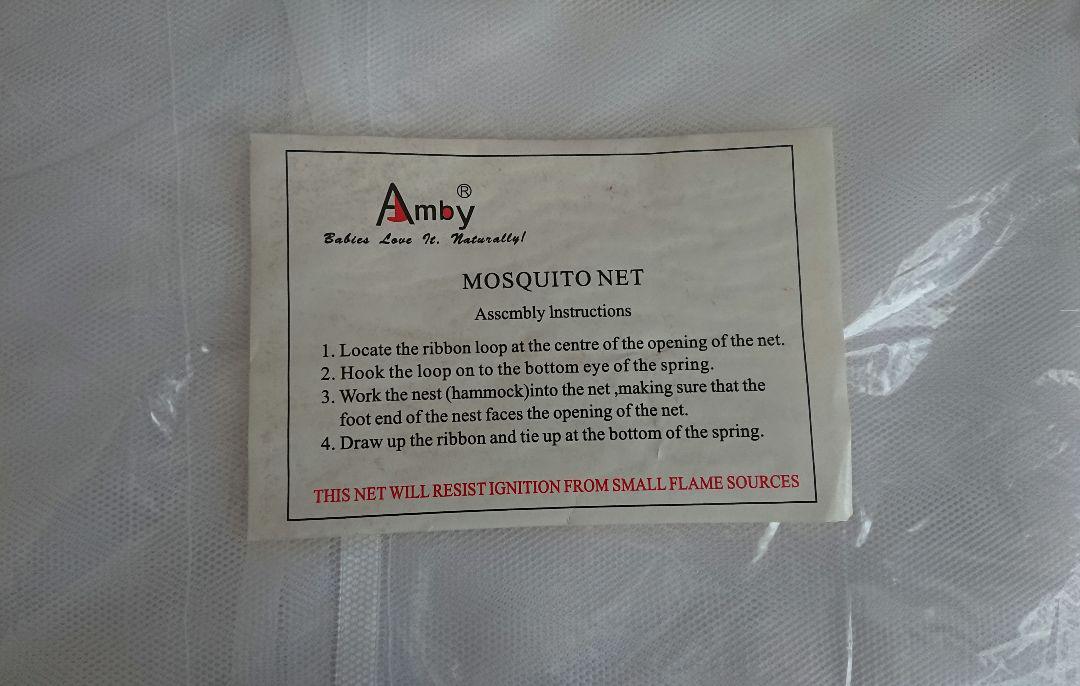 Amby®
Babies Love It. Naturally!
MOSQUITO NET
Assembly Instructions
1. Locate the ribbon loop at the centre of the opening of the net.
2. Hook the loop on to the bottom eye of the spring.
3. Work the nest (hammock)into the net ,making sure that the
foot end of the nest faces the opening of the net.
4. Draw up the ribbon and tie up at the bottom of the spring.
THIS NET WILL RESIST IGNITION FROM SMALL FLAME SOURCES